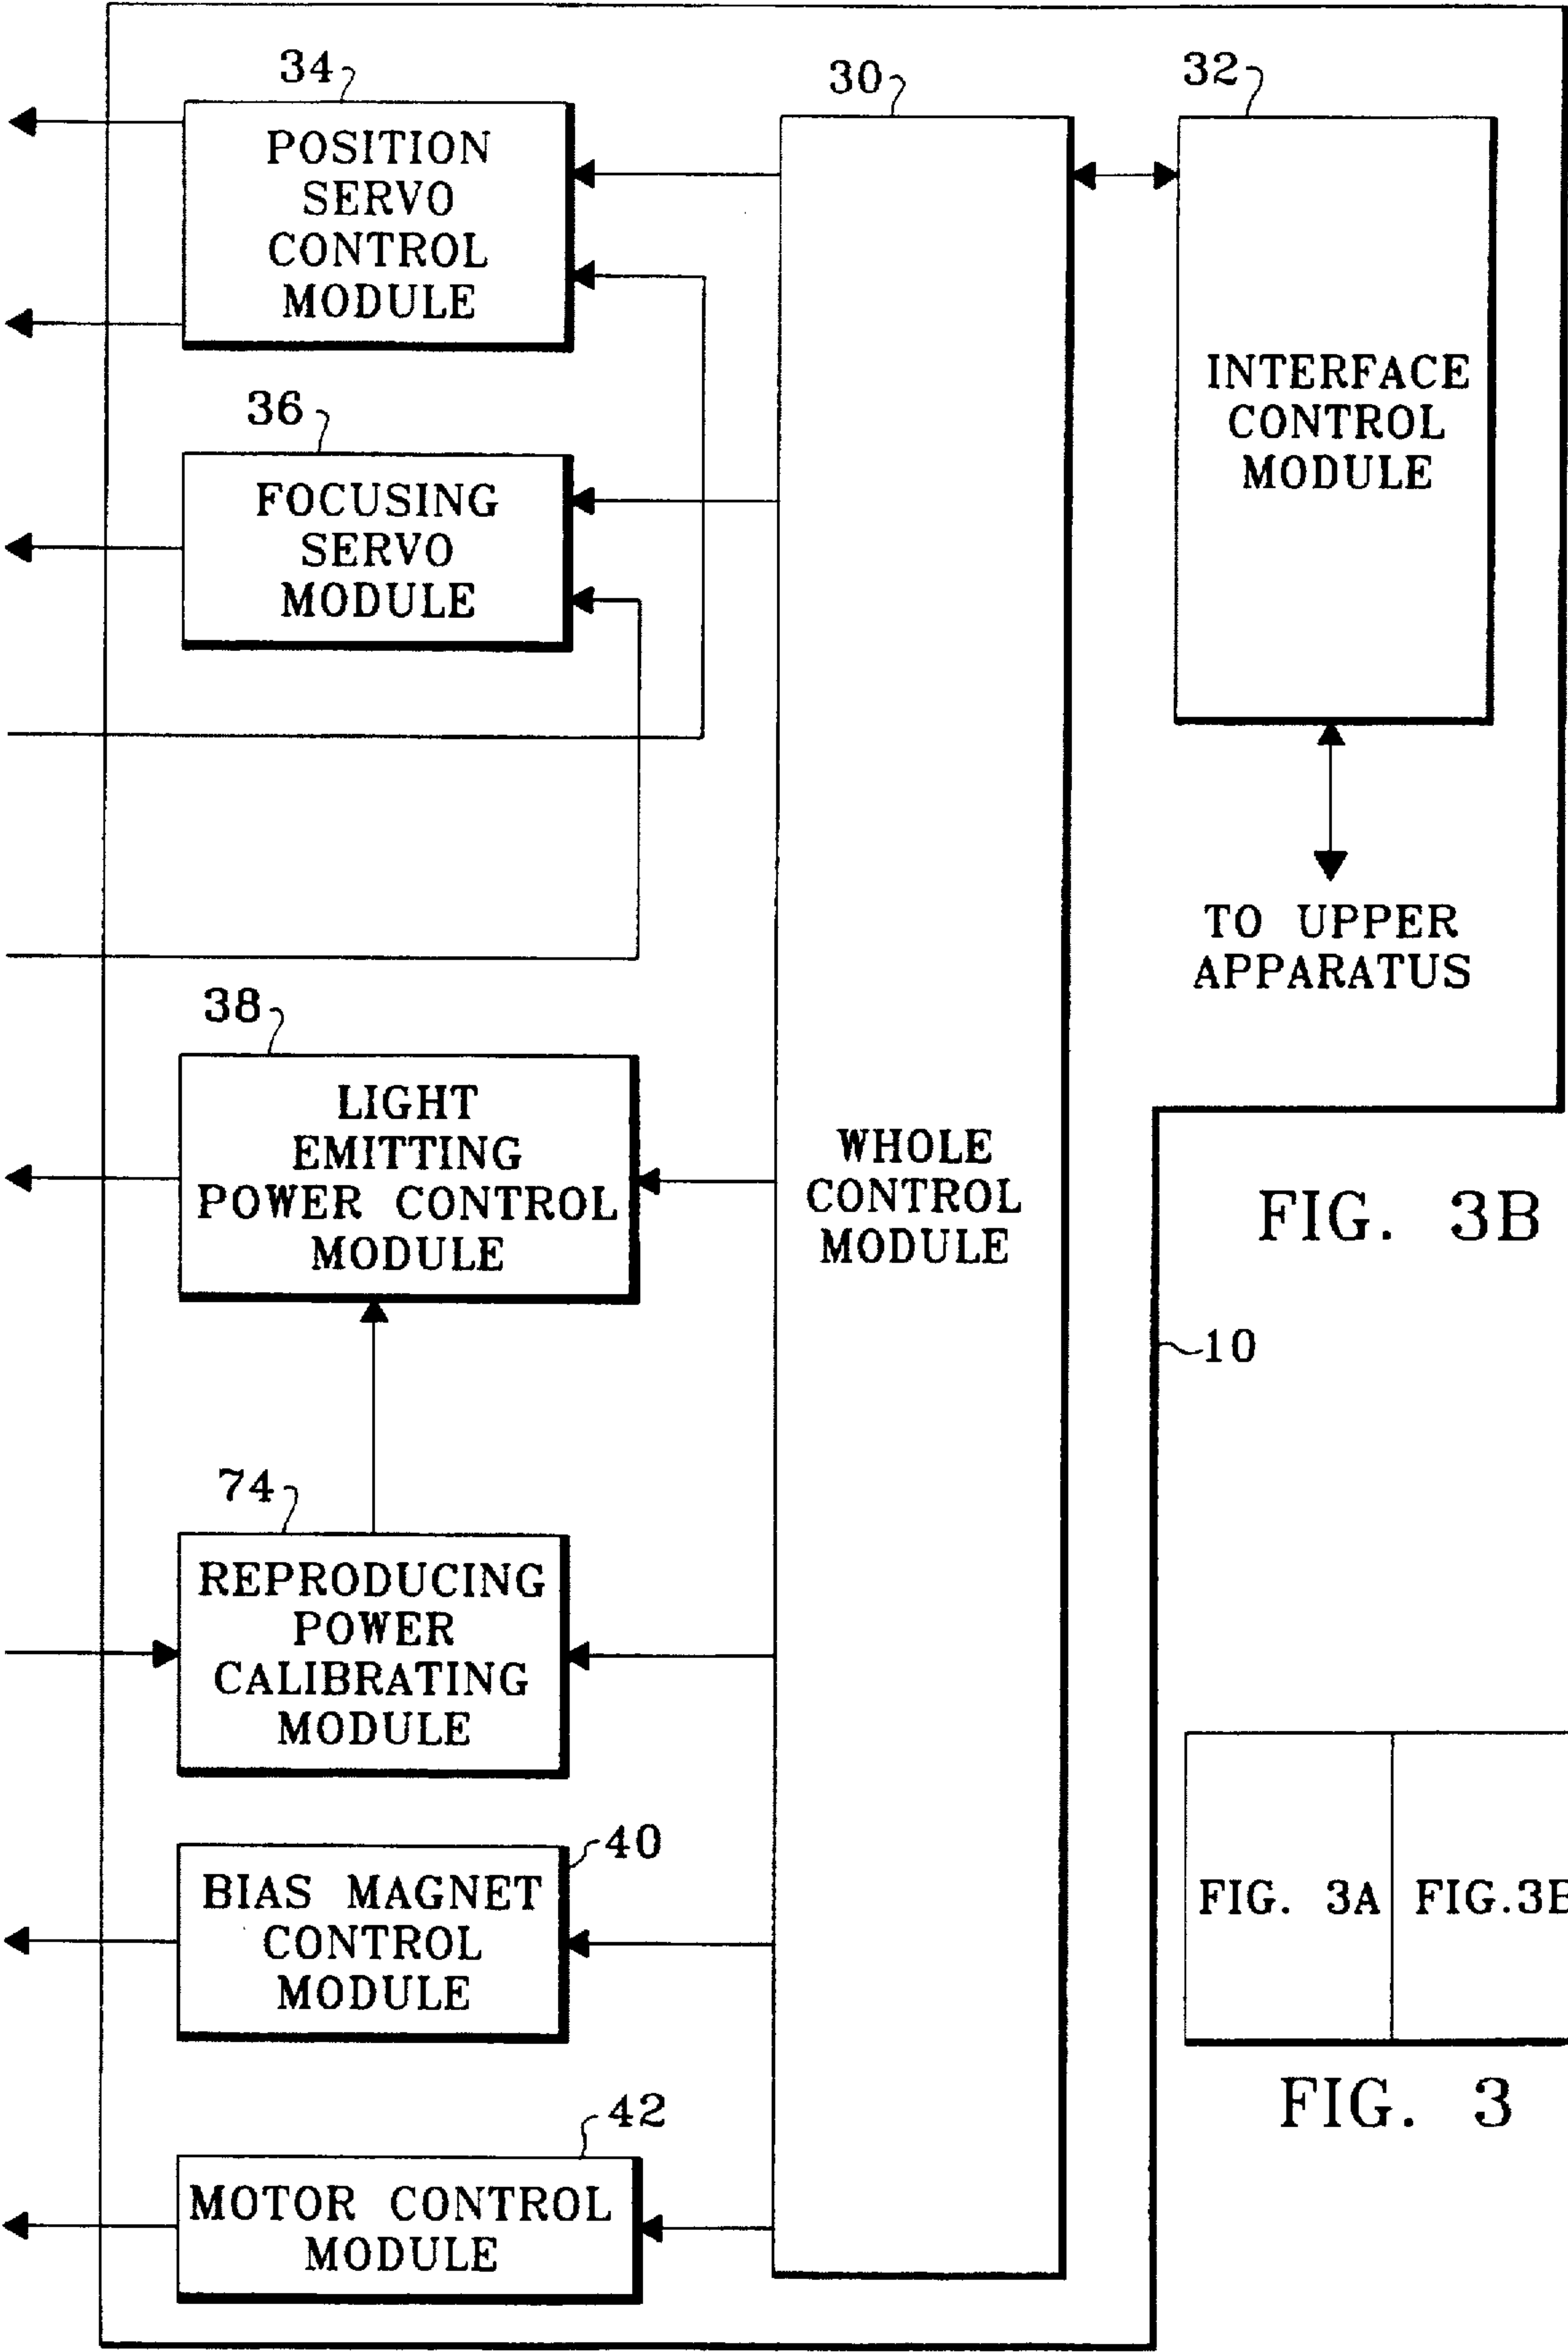 34
POSITION
SERVO
CONTROL
MODULE
30
32
INTERFACE
CONTROL
MODULE
36
FOCUSING
SERVO
MODULE
TO UPPER
APPARATUS
38
LIGHT
EMITTING
POWER CONTROL
MODULE
WHOLE
CONTROL
MODULE
FIG. 3B
10
74
REPRODUCING
POWER
CALIBRATING
MODULE
40
BIAS MAGNET
CONTROL
MODULE
FIG. 3A
FIG.3B
42
MOTOR CONTROL
MODULE
FIG. 3